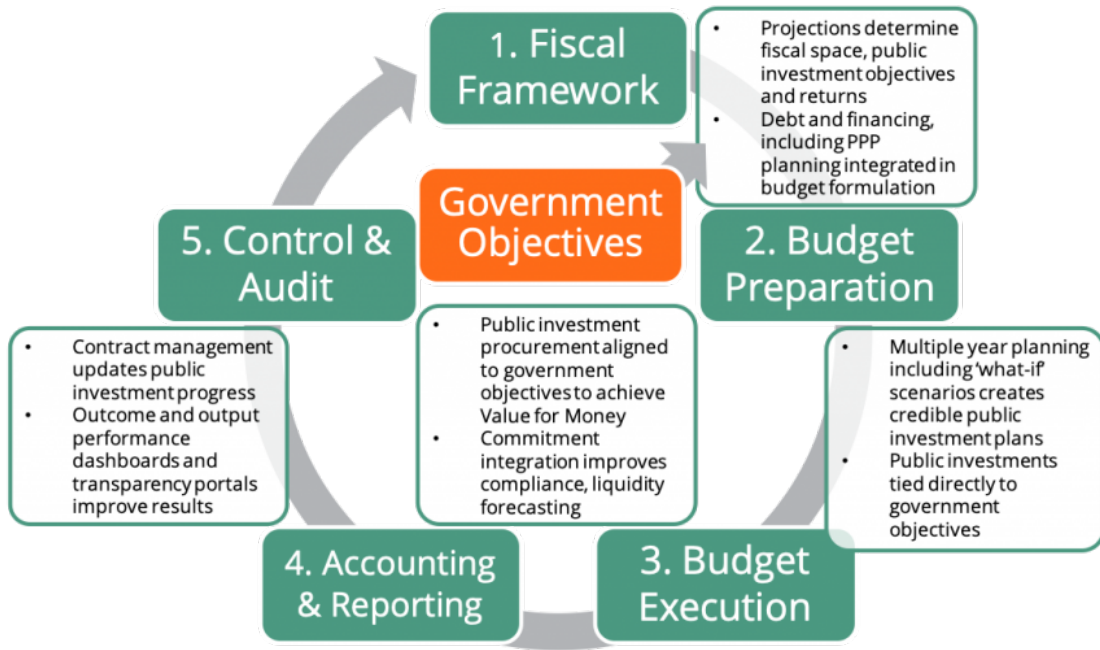 1. Fiscal
Framework
• Projections determine
fiscal space, public
investment objectives
and returns
• Debt and financing,
including PPP
planning integrated in
budget formulation
Government
Objectives
2. Budget
Preparation
• Multiple year planning
including ‘what-if’
scenarios creates
credible public
investment plans
• Public investments
tied directly to
government
objectives
3. Budget
Execution
• Public investment
procurement aligned
to government
objectives to achieve
Value for Money
• Commitment
integration improves
compliance, liquidity
forecasting
4. Accounting
& Reporting
5. Control &
Audit
• Contract management
updates public
investment progress
• Outcome and output
performance
dashboards and
transparency portals
improve results